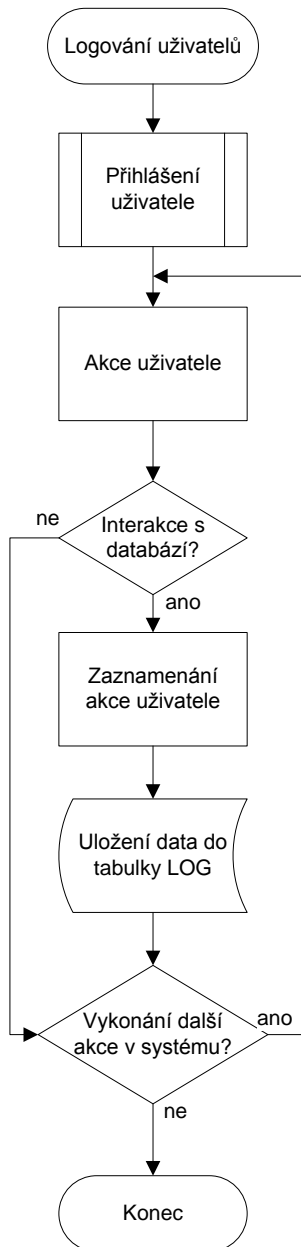 Logování uživatelů
Přihlášení
uživatele
Akce uživatele
ne
Interakce s
databází?
ano
Zaznamenání
akce uživatele
Uložení data do
tabulky LOG
Vykonání další
akce v systému?
ano
ne
Konec